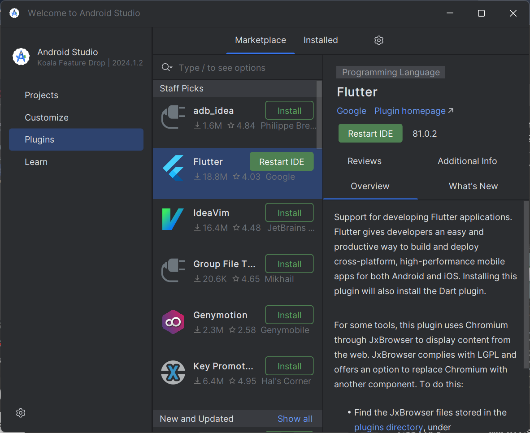 Welcome to Android Studio
Android Studio
Koala Feature Drop | 2024.1.2
Projects
Customize
Plugins
Learn
Marketplace
Installed
Type / to see options
Staff Picks
adb_idea
Install
1.6M 4.84 Philippe Bre...
Flutter
Restart IDE
18.8M 4.03 Google
IdeaVim
Install
16.4M 4.48 JetBrains ...
Group File T...
Install
20.6K 4.65 Mikhail
Genymotion
Install
2.3M 2.58 Genymobile
Key Promot...
Install
6.4M 4.95 Hal's Corner
New and Updated
Show all
Programming Language
Flutter
Google Plugin homepage ↗
Restart IDE 81.0.2
Reviews
Additional Info
Overview
What's New
Support for developing Flutter applications.
Flutter gives developers an easy and
productive way to build and deploy
cross-platform, high-performance mobile
apps for both Android and iOS. Installing this
plugin will also install the Dart plugin.
For some tools, this plugin uses Chromium
through JxBrowser to display content from
the web. JxBrowser complies with LGPL and
offers an option to replace Chromium with
another component. To do this:
• Find the JxBrowser files stored in the
plugins directory, under